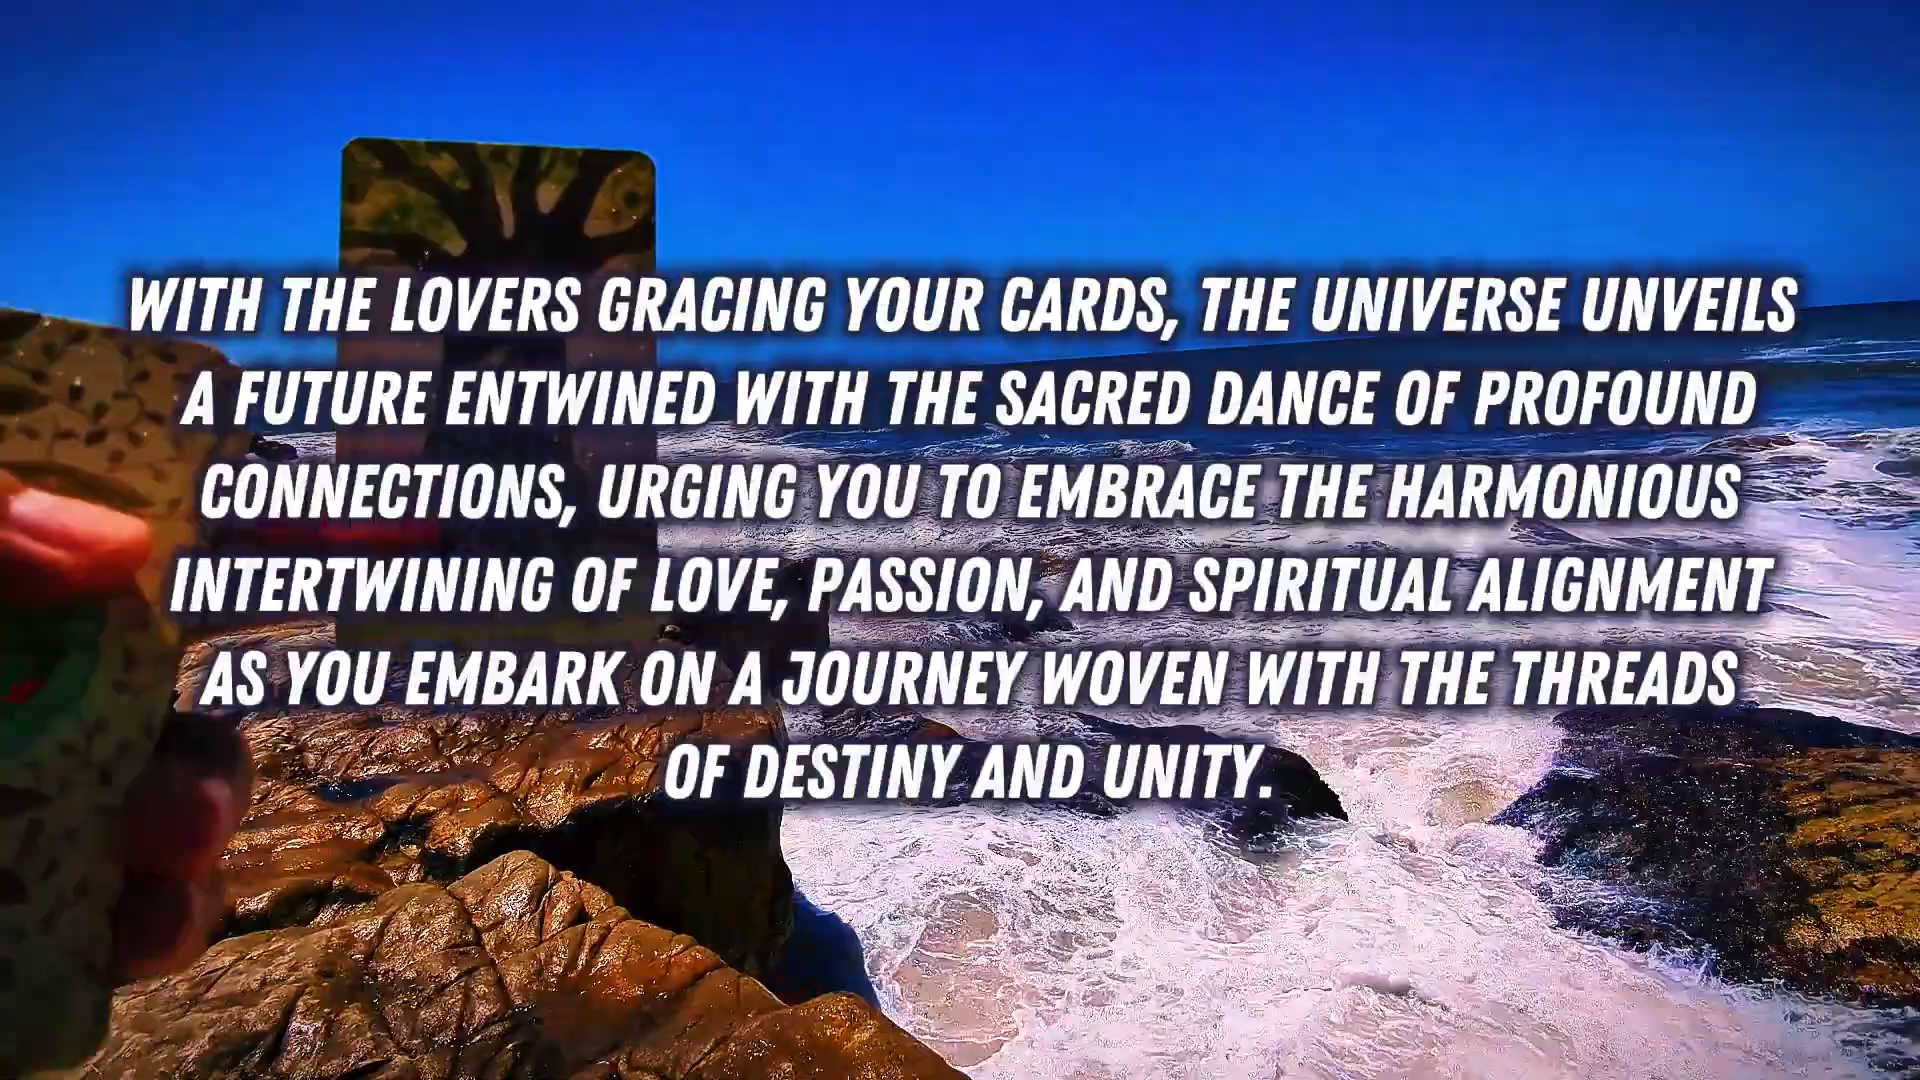 WITH THE LOVERS GRACING YOUR CARDS, THE UNIVERSE UNVEILS
A FUTURE ENTWINED WITH THE SACRED DANCE OF PROFOUND
CONNECTIONS, URGING YOU TO EMBRACE THE HARMONIOUS
INTERTWINING OF LOVE, PASSION, AND SPIRITUAL ALIGNMENT
AS YOU EMBARK ON A JOURNEY WOVEN WITH THE THREADS
OF DESTINY AND UNITY.